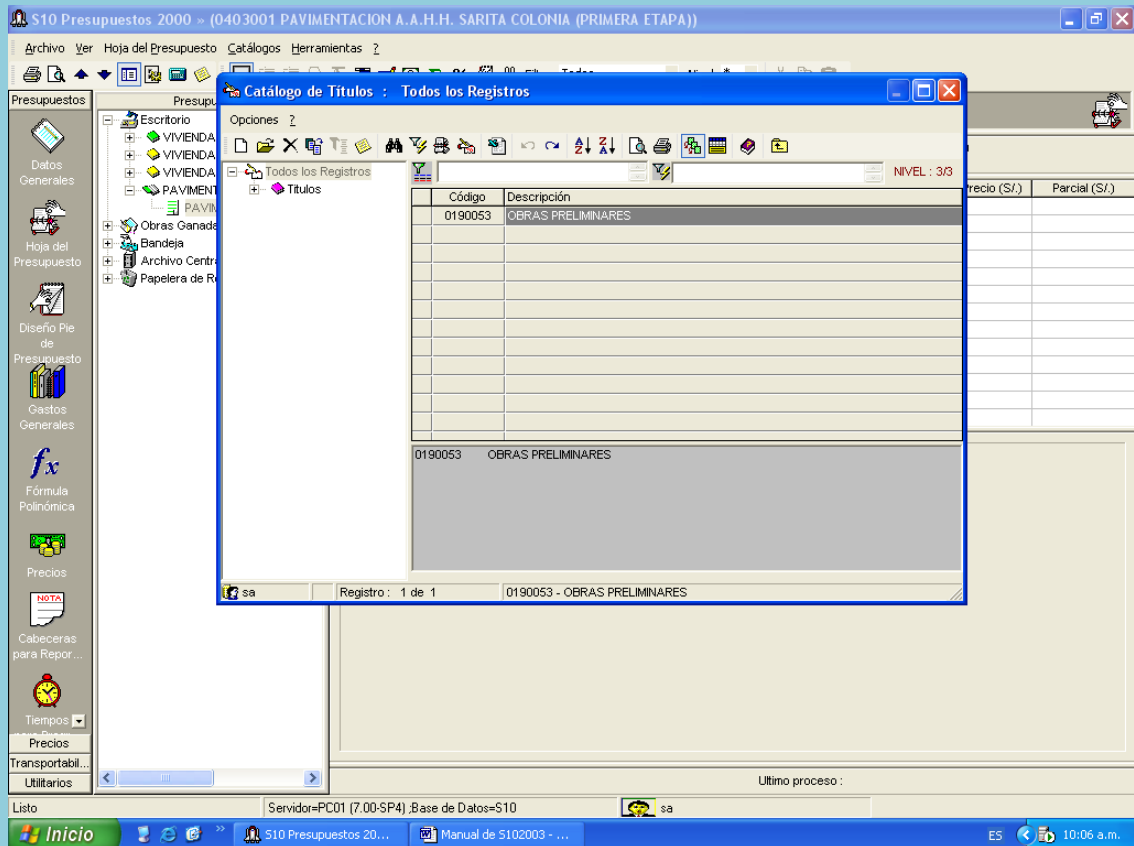 S10 Presupuestos 2000 » (0403001 PAVIMENTACION A.A.H.H. SARITA COLONIA (PRIMERA ETAPA))
Archivo Ver Hoja del Presupuesto Catálogos Herramientas ?
Presupuestos
Datos
Generales
Hoja del
Presupuesto
Diseño Pie
de
Presupuesto
Gastos
Generales
Fórmula
Polinómica
Precios
NOTA
Cabeceras
para Repor...
Tiempos
Precios
Transportabil...
Utilitarios
Presupu
Escritorio
VIVIENDA
VIVIENDA
VIVIENDA
PAVIMENT
PAVIM
Obras Ganada
Bandeja
Archivo Centr
Papelera de R
Catálogo de Títulos : Todos los Registros
Opciones ?
Todos los Registros
Titulos
NIVEL : 3/3
Código Descripción
0190053 OBRAS PRELIMINARES
0190053 OBRAS PRELIMINARES
sa Registro : 1 de 1 0190053 - OBRAS PRELIMINARES
recio (S/.) Parcial (S/.)
Ultimo proceso :
Listo Servidor=PC01 (7.00-SP4) ;Base de Datos=S10 sa
Inicio S10 Presupuestos 20... Manual de S102003 - ... ES 10:06 a.m.